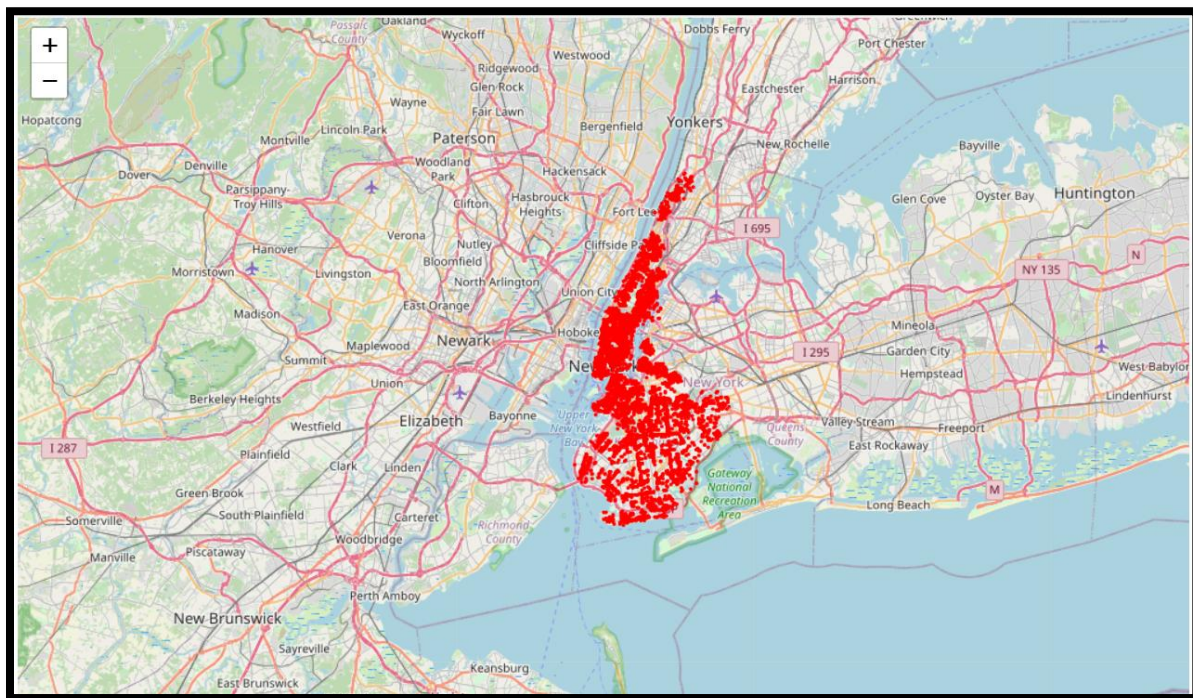 Oakland
Greenwich
Passaic
County
Dobbs Ferry
+
Wyckoff
Port Chester
Westwood
−
Ridgewood
Harrison
Glen Rock
Eastchester
Wayne
Fair Lawn
Hopatcong
Lincoln Park
Bergenfield
Yonkers
Montville
Paterson
New Rochelle
Bayville
Denville
Woodland
Park
Hackensack
Dover
Parsippany-
Troy Hills
Huntington
Oyster Bay
Glen Cove
Clifton
Hasbrouck
Heights
Fort Lee
I 695
Verona
Hanover
Nutley
Cliffside Pa
N
Bloomfield
Morristown
Livingston
NY 135
North Arlington
Union City
East Orange
Madison
Mineola
Maplewood
Newark
Hoboke
I 295
Garden City
Summit
Union
New York
Hempstead
West Babylon
Berkeley Heights
Lindenhurst
Elizabeth
Bayonne
Upper
New York
Bay
Queens
County
Valley Stream
Freeport
Westfield
I 287
Plainfield
East Rockaway
Clark
Linden
Gateway
National
Recreation
Area
Green Brook
M
Long Beach
South Plainfield
Carteret
Somerville
Richmond
County
Woodbridge
Manville
Piscataway
Perth Amboy
New Brunswick
Sayreville
Keansburg
East Brunswick